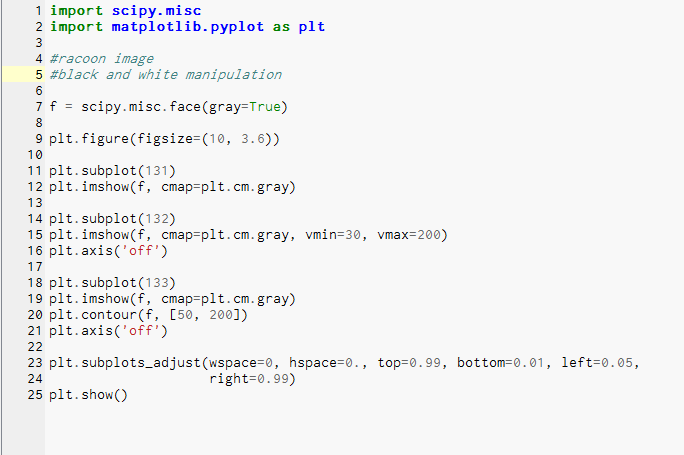 1 import scipy.misc
2 import matplotlib.pyplot as plt
3
4 #racoon image
5 #black and white manipulation
6
7 f = scipy.misc.face(gray=True)
8
9 plt.figure(figsize=(10, 3.6))
10
11 plt.subplot(131)
12 plt.imshow(f, cmap=plt.cm.gray)
13
14 plt.subplot(132)
15 plt.imshow(f, cmap=plt.cm.gray, vmin=30, vmax=200)
16 plt.axis('off')
17
18 plt.subplot(133)
19 plt.imshow(f, cmap=plt.cm.gray)
20 plt.contour(f, [50, 200])
21 plt.axis('off')
22
23 plt.subplots_adjust(wspace=0, hspace=0., top=0.99, bottom=0.01, left=0.05,
24                     right=0.99)
25 plt.show()